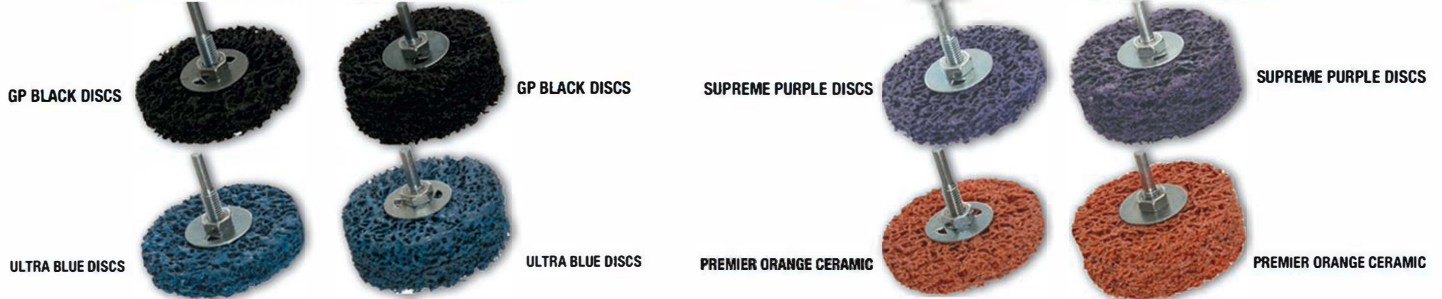 GP BLACK DISCS
GP BLACK DISCS
SUPREME PURPLE DISCS
SUPREME PURPLE DISCS
ULTRA BLUE DISCS
ULTRA BLUE DISCS
PREMIER ORANGE CERAMIC
PREMIER ORANGE CERAMIC